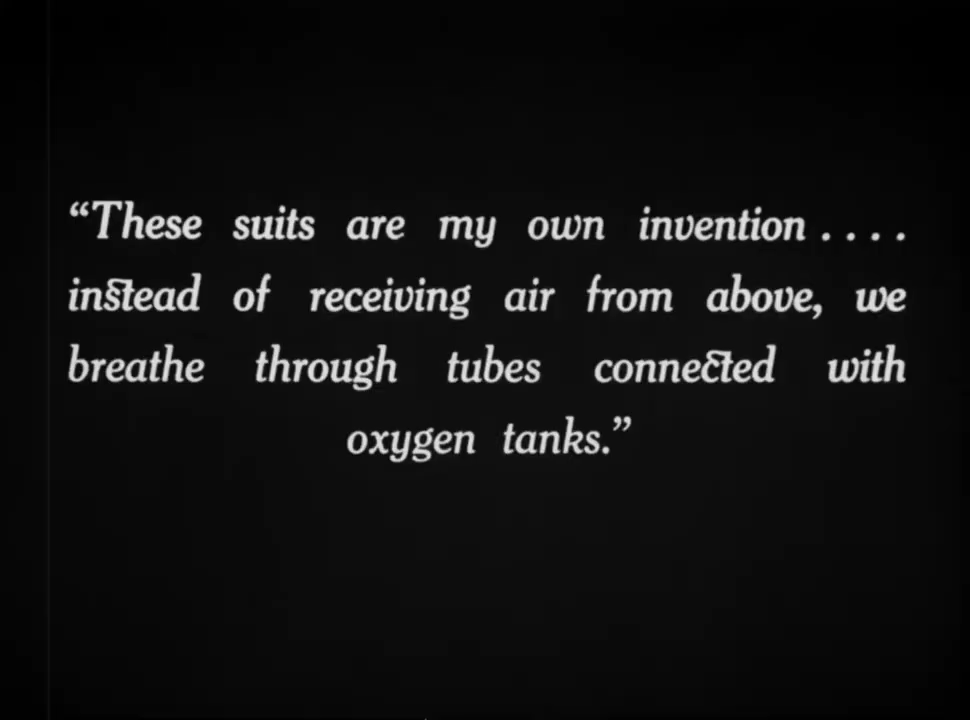 “These suits are my own invention . . . .
instead of receiving air from above, we
breathe through tubes connected with
oxygen tanks.”